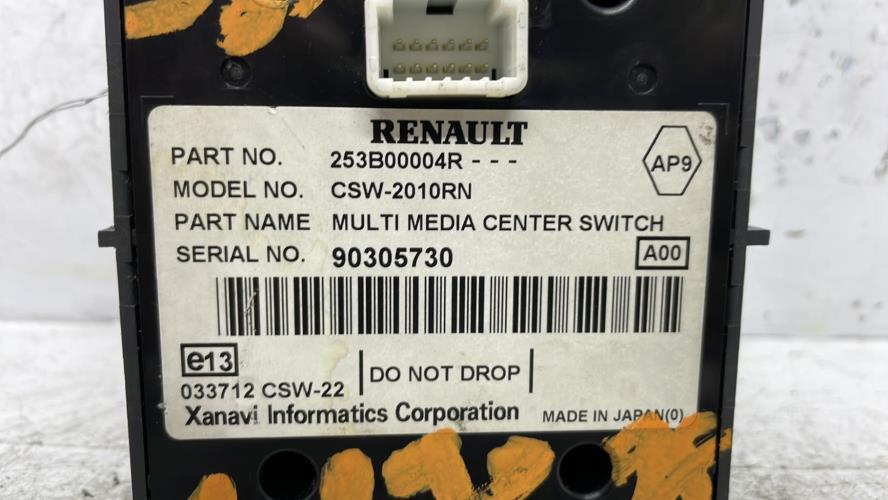 RENAULT
PART NO. 253B00004R - - -
AP9
MODEL NO. CSW-2010RN
PART NAME MULTI MEDIA CENTER SWITCH
SERIAL NO. 90305730 A00
e13
033712 CSW-22 DO NOT DROP
Xanavi Informatics Corporation MADE IN JAPAN(0)